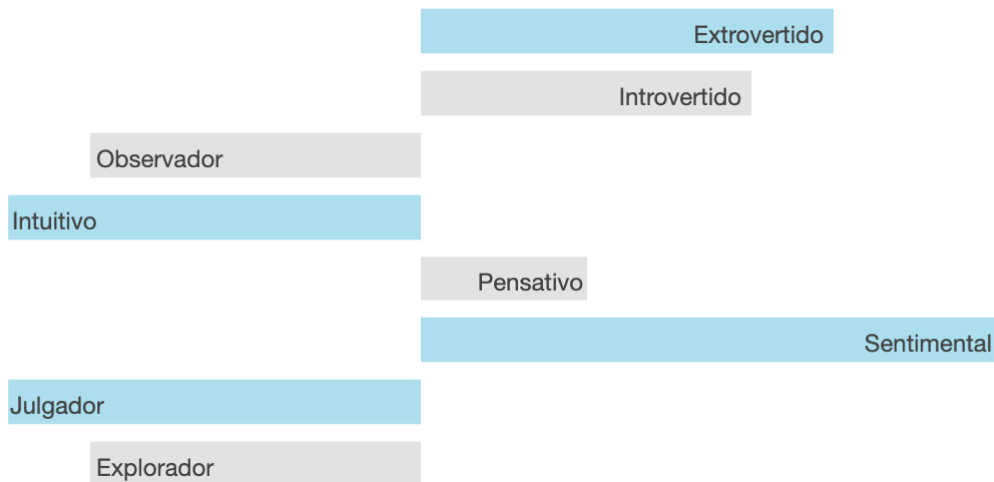 Extrovertido
Introvertido
Observador
Intuitivo
Pensativo
Sentimental
Julgador
Explorador